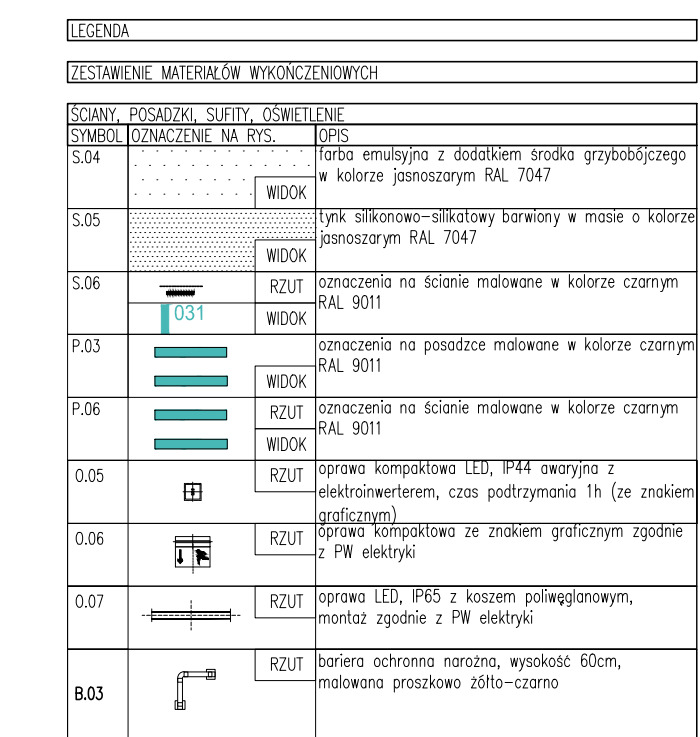 LEGENDA
ZESTAWIENIE MATERIAŁÓW WYKOŃCZENIOWYCH
ŚCIANY, POSADZKI, SUFITY, OŚWIETLENIE
SYMBOL OZNACZENIE NA RYS. OPIS
S.04 WIDOK farba emulsyjna z dodatkiem środka grzybobójczego
w kolorze jasnoszarym RAL 7047
S.05 WIDOK tynk silikonowo-silikatowy barwiony w masie o kolorze
jasnoszarym RAL 7047
S.06 RZUT oznaczenia na ścianie malowane w kolorze czarnym
RAL 9011
031 WIDOK
P.03 WIDOK oznaczenia na posadzce malowane w kolorze czarnym
RAL 9011
P.06 RZUT oznaczenia na ścianie malowane w kolorze czarnym
RAL 9011
WIDOK
0.05 RZUT oprawa kompaktowa LED, IP44 awaryjna z
elektroinwerterem, czas podtrzymania 1h (ze znakiem
graficznym)
0.06 RZUT oprawa kompaktowa ze znakiem graficznym zgodnie
z PW elektryki
0.07 RZUT oprawa LED, IP65 z koszem poliwęglanowym,
montaż zgodnie z PW elektryki
B.03 RZUT bariera ochronna narożna, wysokość 60cm,
malowana proszkowo żółto-czarno